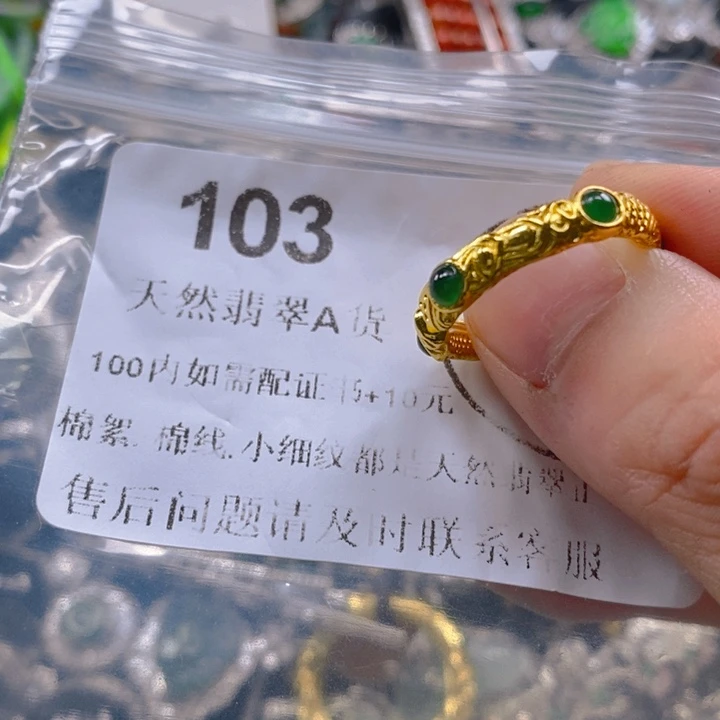 103
天然翡翠A货
100内如需配证书+10元
棉絮.棉线.小细纹都是天然翡翠
售后问题请及时联系客服